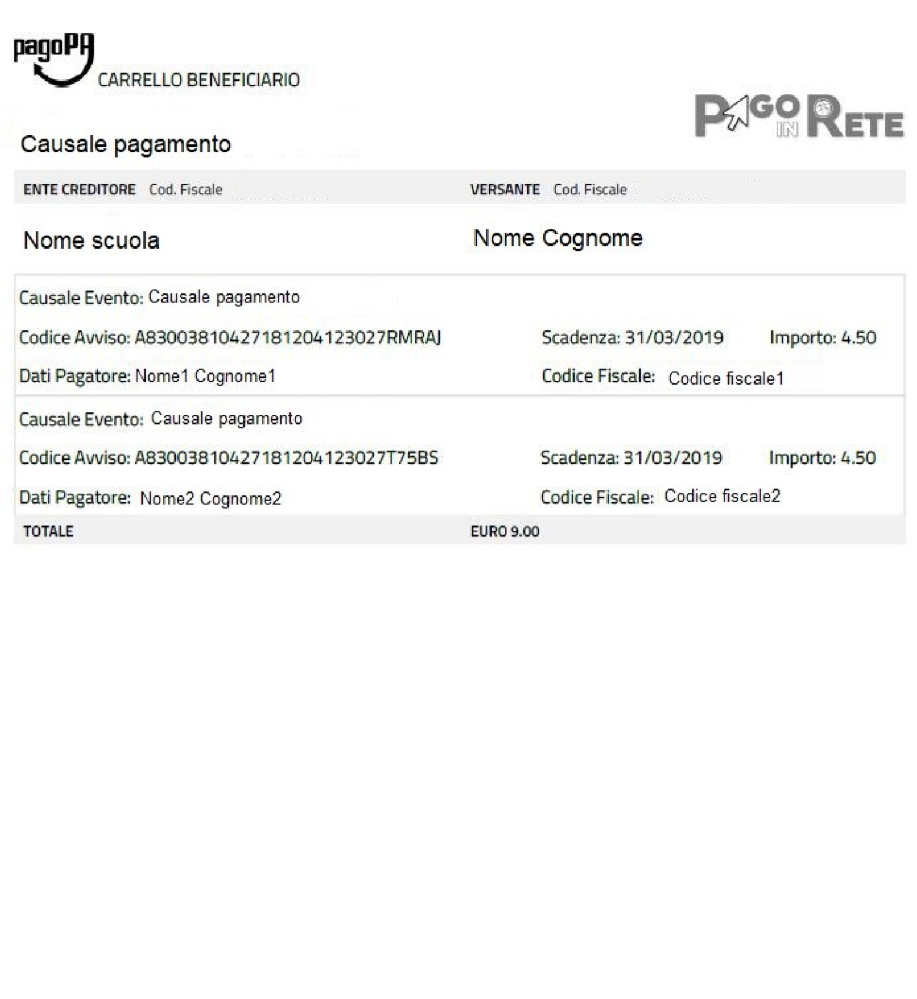 pagoPA
CARRELLO BENEFICIARIO
PAGO IN RETE
Causale pagamento
ENTE CREDITORE Cod. Fiscale VERSANTE Cod. Fiscale
Nome scuola Nome Cognome
Causale Evento: Causale pagamento
Codice Avviso: A83003810427181204123027RMRAJ Scadenza: 31/03/2019 Importo: 4.50
Dati Pagatore: Nome1 Cognome1 Codice Fiscale: Codice fiscale1
Causale Evento: Causale pagamento
Codice Avviso: A83003810427181204123027T75BS Scadenza: 31/03/2019 Importo: 4.50
Dati Pagatore: Nome2 Cognome2 Codice Fiscale: Codice fiscale2
TOTALE EURO 9.00